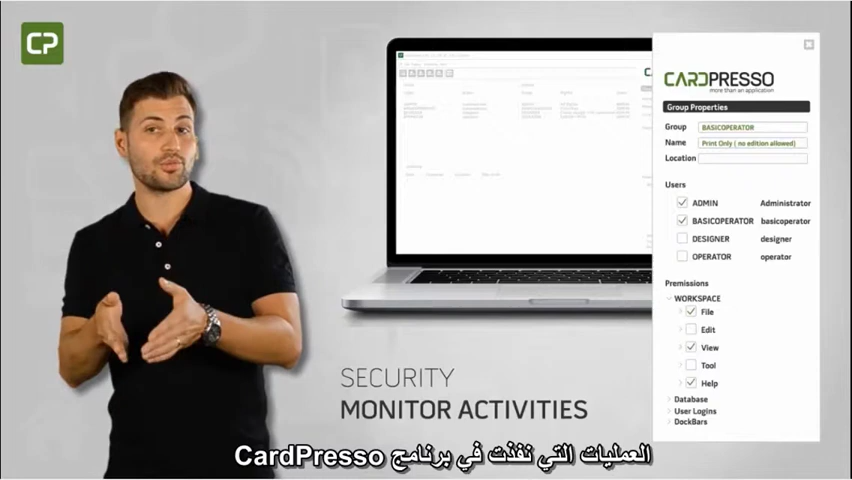 CP
CARDPRESSO
more than an application
Group Properties
Group BASICOPERATOR
Name Print Only ( no edition allowed)
Location
Users
ADMIN Administrator
BASICOPERATOR basicoperator
DESIGNER designer
OPERATOR operator
Premissions
WORKSPACE
File
Edit
View
Tool
Help
Database
User Logins
DockBars
SECURITY
MONITOR ACTIVITIES
العمليات التي نفذت في برنامج CardPresso